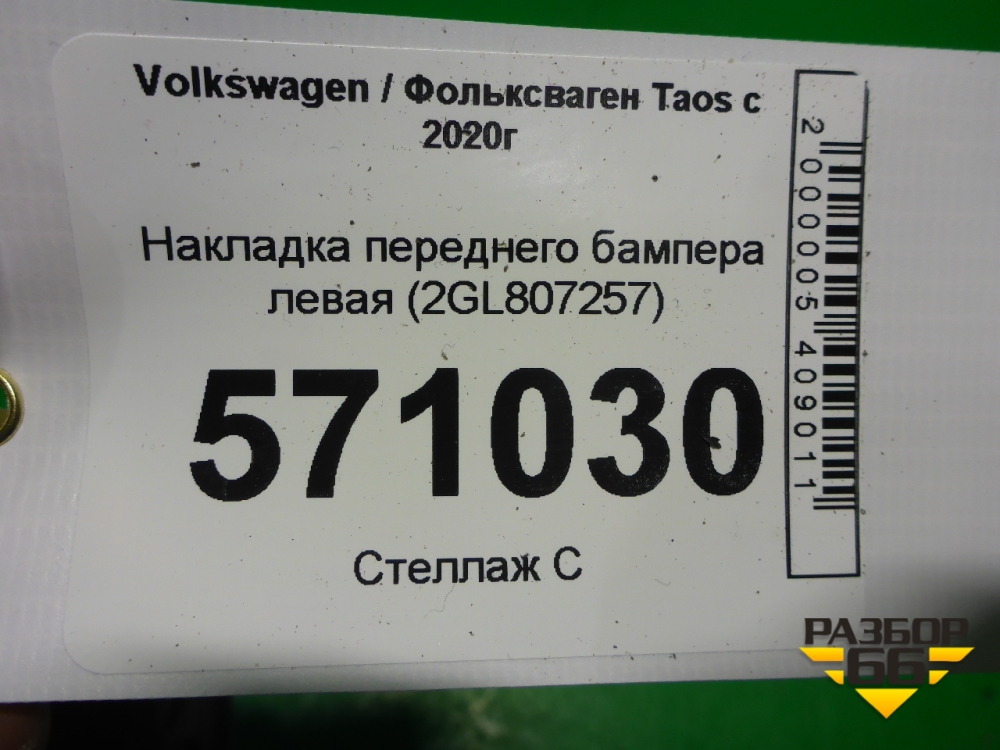 Volkswagen / Фольксваген Taos с
2020г
Накладка переднего бампера
левая (2GL807257)
571030
Стеллаж С
2000005409011
РАЗБОР
66